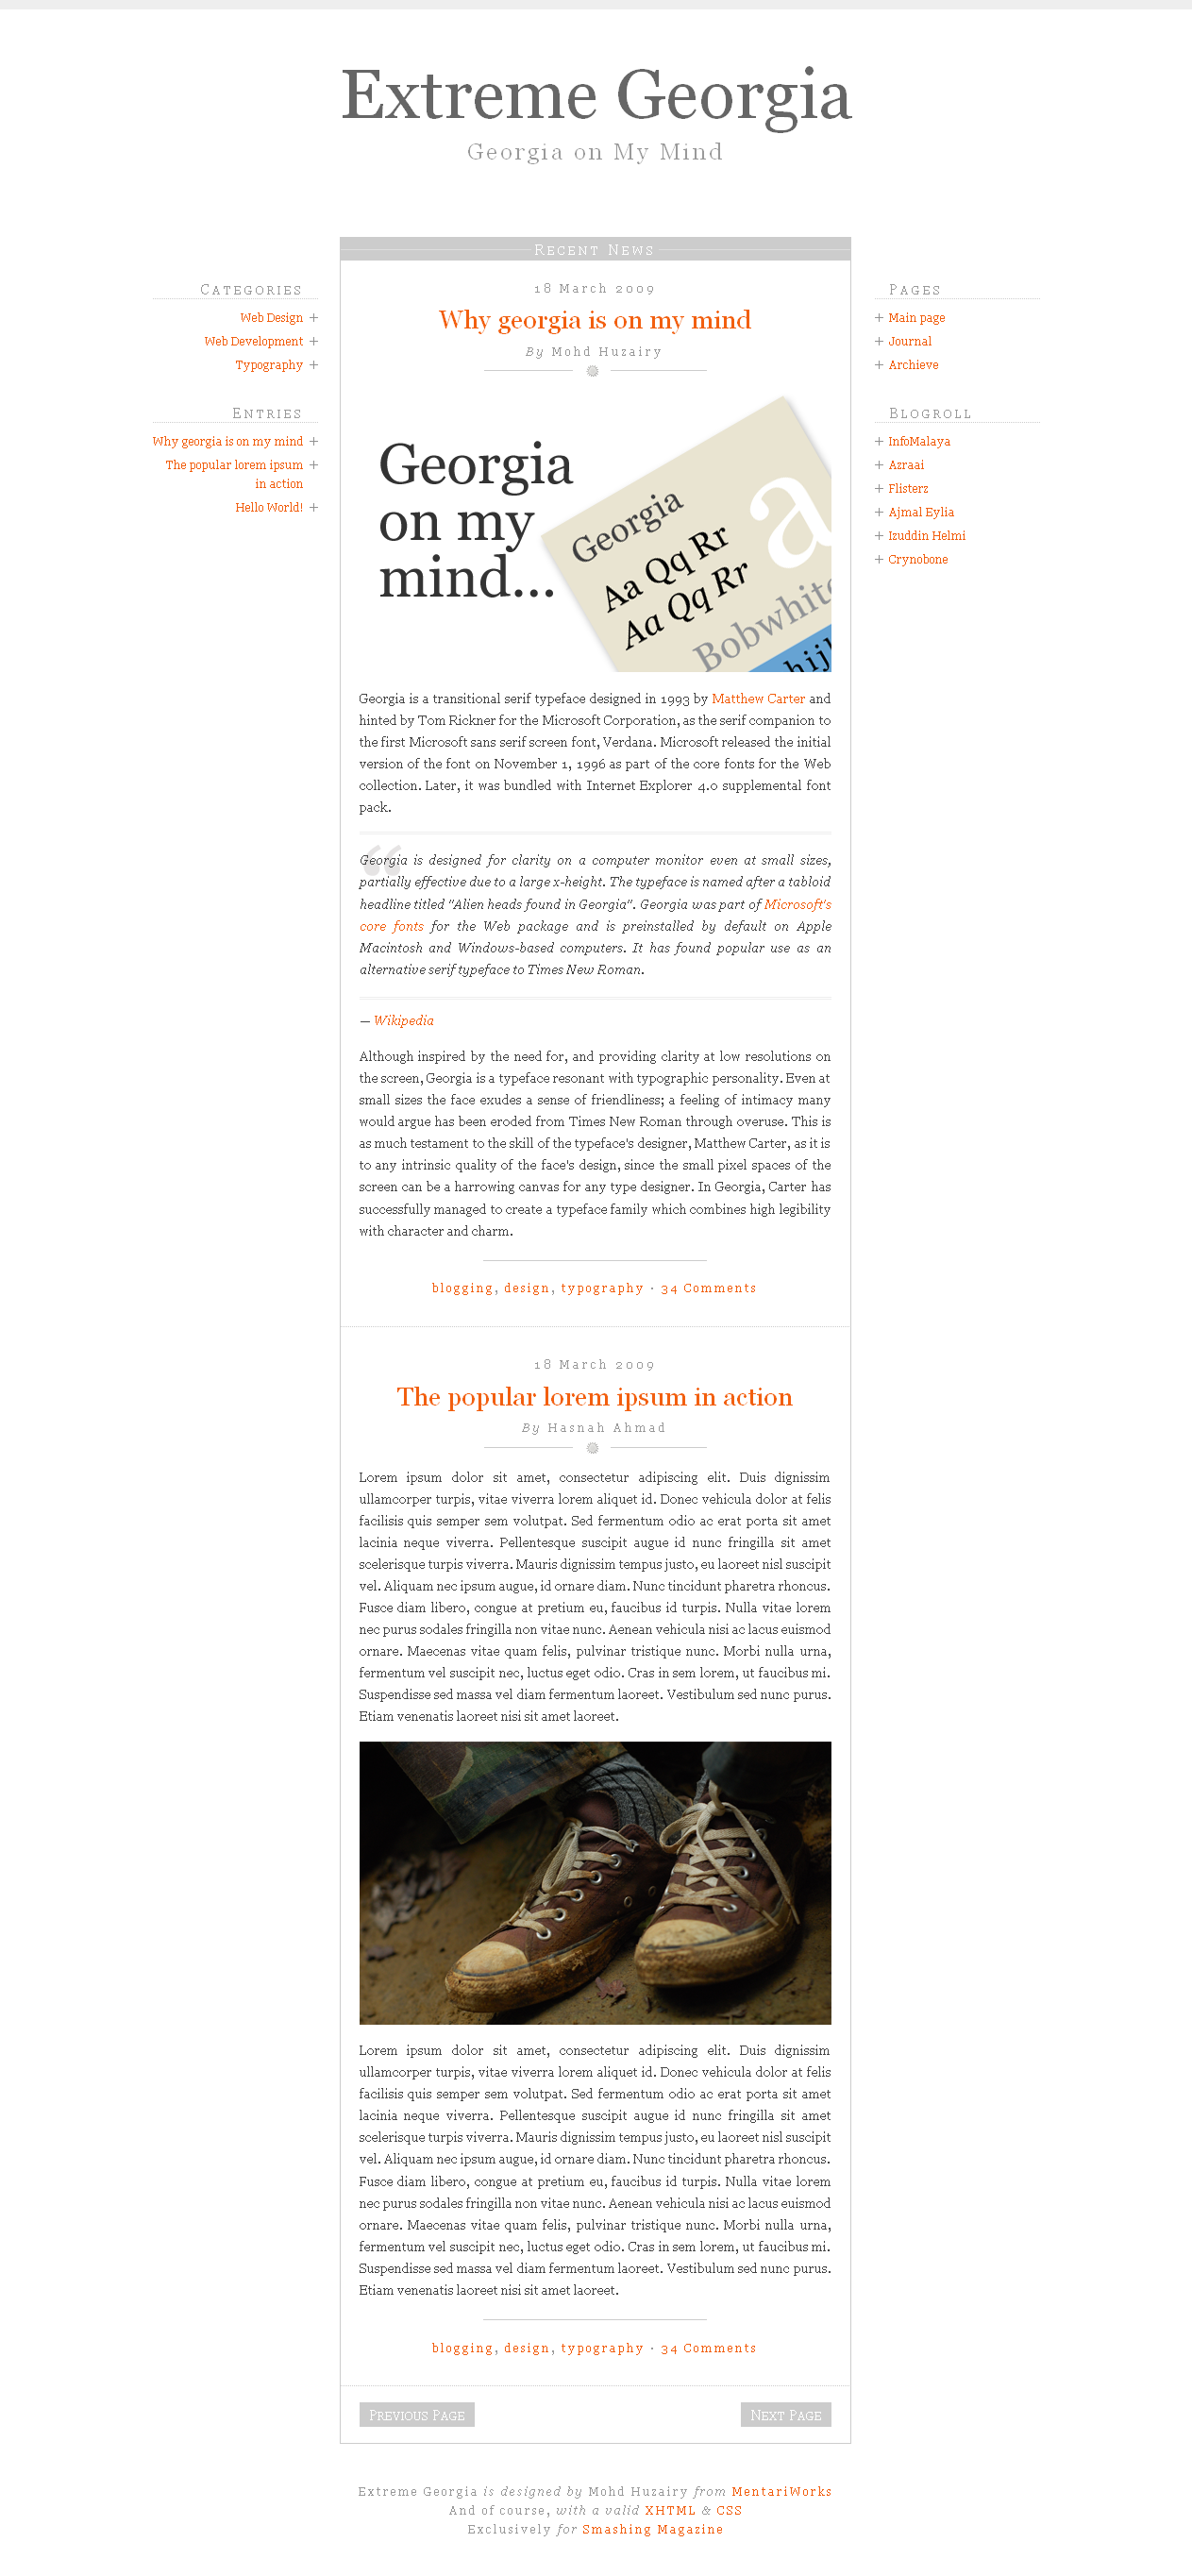 Extreme Georgia
Georgia on My Mind
Categories
Web Design
Web Development
Typography
Entries
Why georgia is on my mind
The popular lorem ipsum
in action
Hello World!
Recent News
18 March 2009
Why georgia is on my mind
By Mohd Huzairy
Georgia
on my
mind...
Georgia
Aa Qq Rr
Aa Qq Rr
a
Bobwhite
hijk
Georgia is a transitional serif typeface designed in 1993 by Matthew Carter and
hinted by Tom Rickner for the Microsoft Corporation, as the serif companion to
the first Microsoft sans serif screen font, Verdana. Microsoft released the initial
version of the font on November 1, 1996 as part of the core fonts for the Web
collection. Later, it was bundled with Internet Explorer 4.0 supplemental font
pack.
“
Georgia is designed for clarity on a computer monitor even at small sizes,
partially effective due to a large x-height. The typeface is named after a tabloid
headline titled "Alien heads found in Georgia". Georgia was part of Microsoft's
core fonts for the Web package and is preinstalled by default on Apple
Macintosh and Windows-based computers. It has found popular use as an
alternative serif typeface to Times New Roman.
— Wikipedia
Although inspired by the need for, and providing clarity at low resolutions on
the screen, Georgia is a typeface resonant with typographic personality. Even at
small sizes the face exudes a sense of friendliness; a feeling of intimacy many
would argue has been eroded from Times New Roman through overuse. This is
as much testament to the skill of the typeface's designer, Matthew Carter, as it is
to any intrinsic quality of the face's design, since the small pixel spaces of the
screen can be a harrowing canvas for any type designer. In Georgia, Carter has
successfully managed to create a typeface family which combines high legibility
with character and charm.
blogging, design, typography · 34 Comments
18 March 2009
The popular lorem ipsum in action
By Hasnah Ahmad
Lorem ipsum dolor sit amet, consectetur adipiscing elit. Duis dignissim
ullamcorper turpis, vitae viverra lorem aliquet id. Donec vehicula dolor at felis
facilisis quis semper sem volutpat. Sed fermentum odio ac erat porta sit amet
lacinia neque viverra. Pellentesque suscipit augue id nunc fringilla sit amet
scelerisque turpis viverra. Mauris dignissim tempus justo, eu laoreet nisl suscipit
vel. Aliquam nec ipsum augue, id ornare diam. Nunc tincidunt pharetra rhoncus.
Fusce diam libero, congue at pretium eu, faucibus id turpis. Nulla vitae lorem
nec purus sodales fringilla non vitae nunc. Aenean vehicula nisi ac lacus euismod
ornare. Maecenas vitae quam felis, pulvinar tristique nunc. Morbi nulla urna,
fermentum vel suscipit nec, luctus eget odio. Cras in sem lorem, ut faucibus mi.
Suspendisse sed massa vel diam fermentum laoreet. Vestibulum sed nunc purus.
Etiam venenatis laoreet nisi sit amet laoreet.
Lorem ipsum dolor sit amet, consectetur adipiscing elit. Duis dignissim
ullamcorper turpis, vitae viverra lorem aliquet id. Donec vehicula dolor at felis
facilisis quis semper sem volutpat. Sed fermentum odio ac erat porta sit amet
lacinia neque viverra. Pellentesque suscipit augue id nunc fringilla sit amet
scelerisque turpis viverra. Mauris dignissim tempus justo, eu laoreet nisl suscipit
vel. Aliquam nec ipsum augue, id ornare diam. Nunc tincidunt pharetra rhoncus.
Fusce diam libero, congue at pretium eu, faucibus id turpis. Nulla vitae lorem
nec purus sodales fringilla non vitae nunc. Aenean vehicula nisi ac lacus euismod
ornare. Maecenas vitae quam felis, pulvinar tristique nunc. Morbi nulla urna,
fermentum vel suscipit nec, luctus eget odio. Cras in sem lorem, ut faucibus mi.
Suspendisse sed massa vel diam fermentum laoreet. Vestibulum sed nunc purus.
Etiam venenatis laoreet nisi sit amet laoreet.
blogging, design, typography · 34 Comments
Previous Page
Next Page
Pages
Main page
Journal
Archieve
Blogroll
InfoMalaya
Azraai
Flisterz
Ajmal Eylia
Izuddin Helmi
Crynobone
Extreme Georgia is designed by Mohd Huzairy from MentariWorks
And of course, with a valid XHTML & CSS
Exclusively for Smashing Magazine